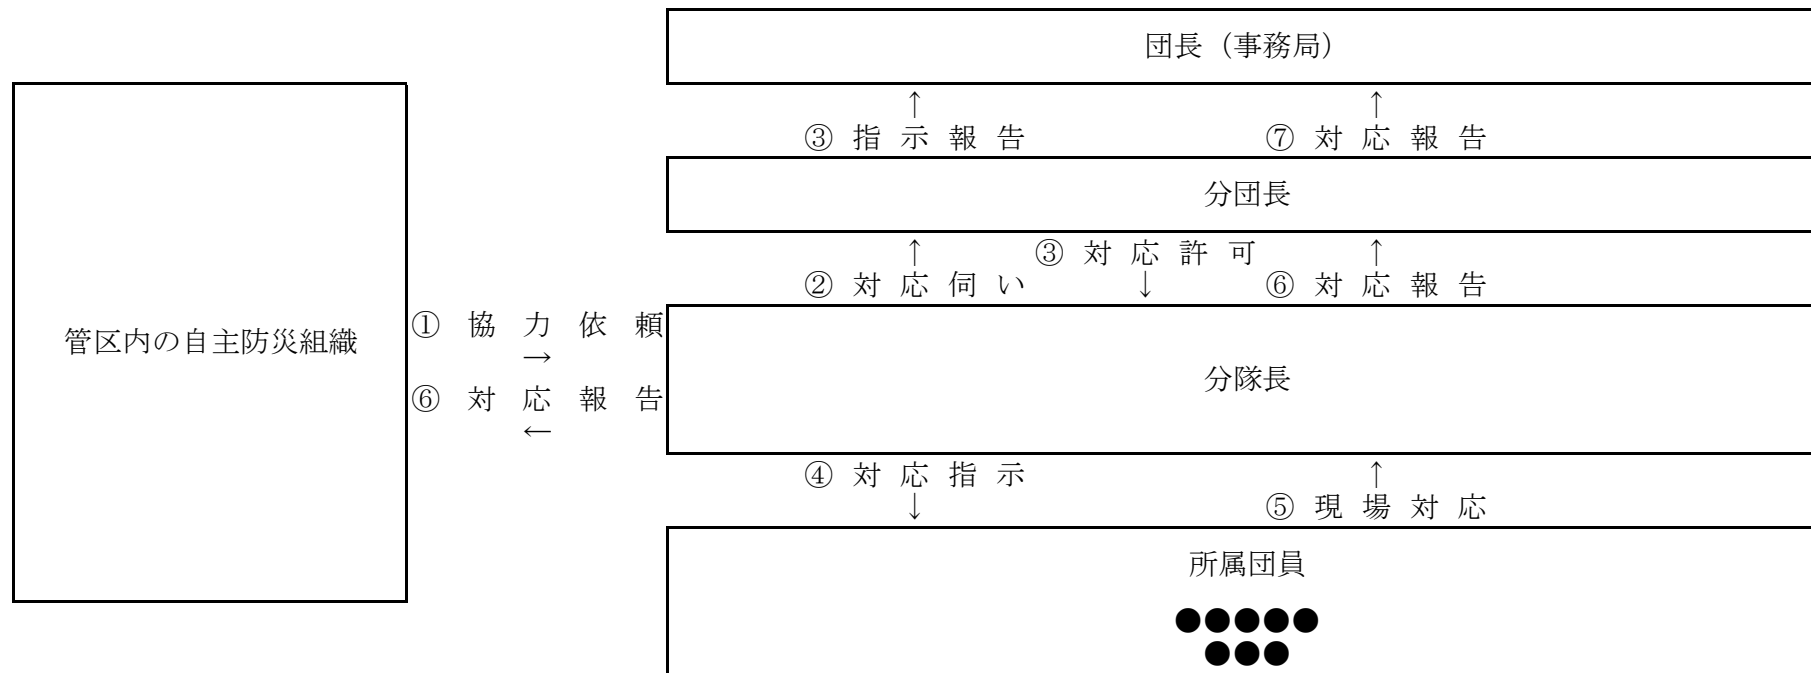 団長（事務局）
↑ ↑
③指示報告 ⑦対応報告
分団長
↑ ③対応許可 ↑
②対応伺い ↓ ⑥対応報告
管区内の自主防災組織
①協力依頼
→
⑥対応報告
←
分隊長
④対応指示 ↑
↓ ⑤現場対応
所属団員
●●●●●
●●●